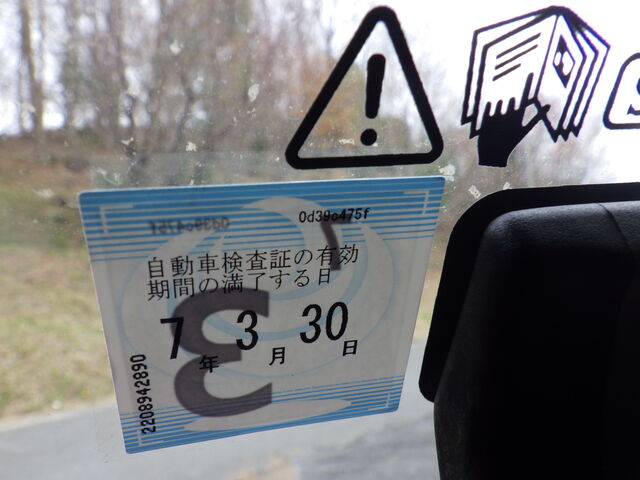 0d39c475f
自動車検査証の有効
期間の満了する日
7年 3月 30日
2208942890